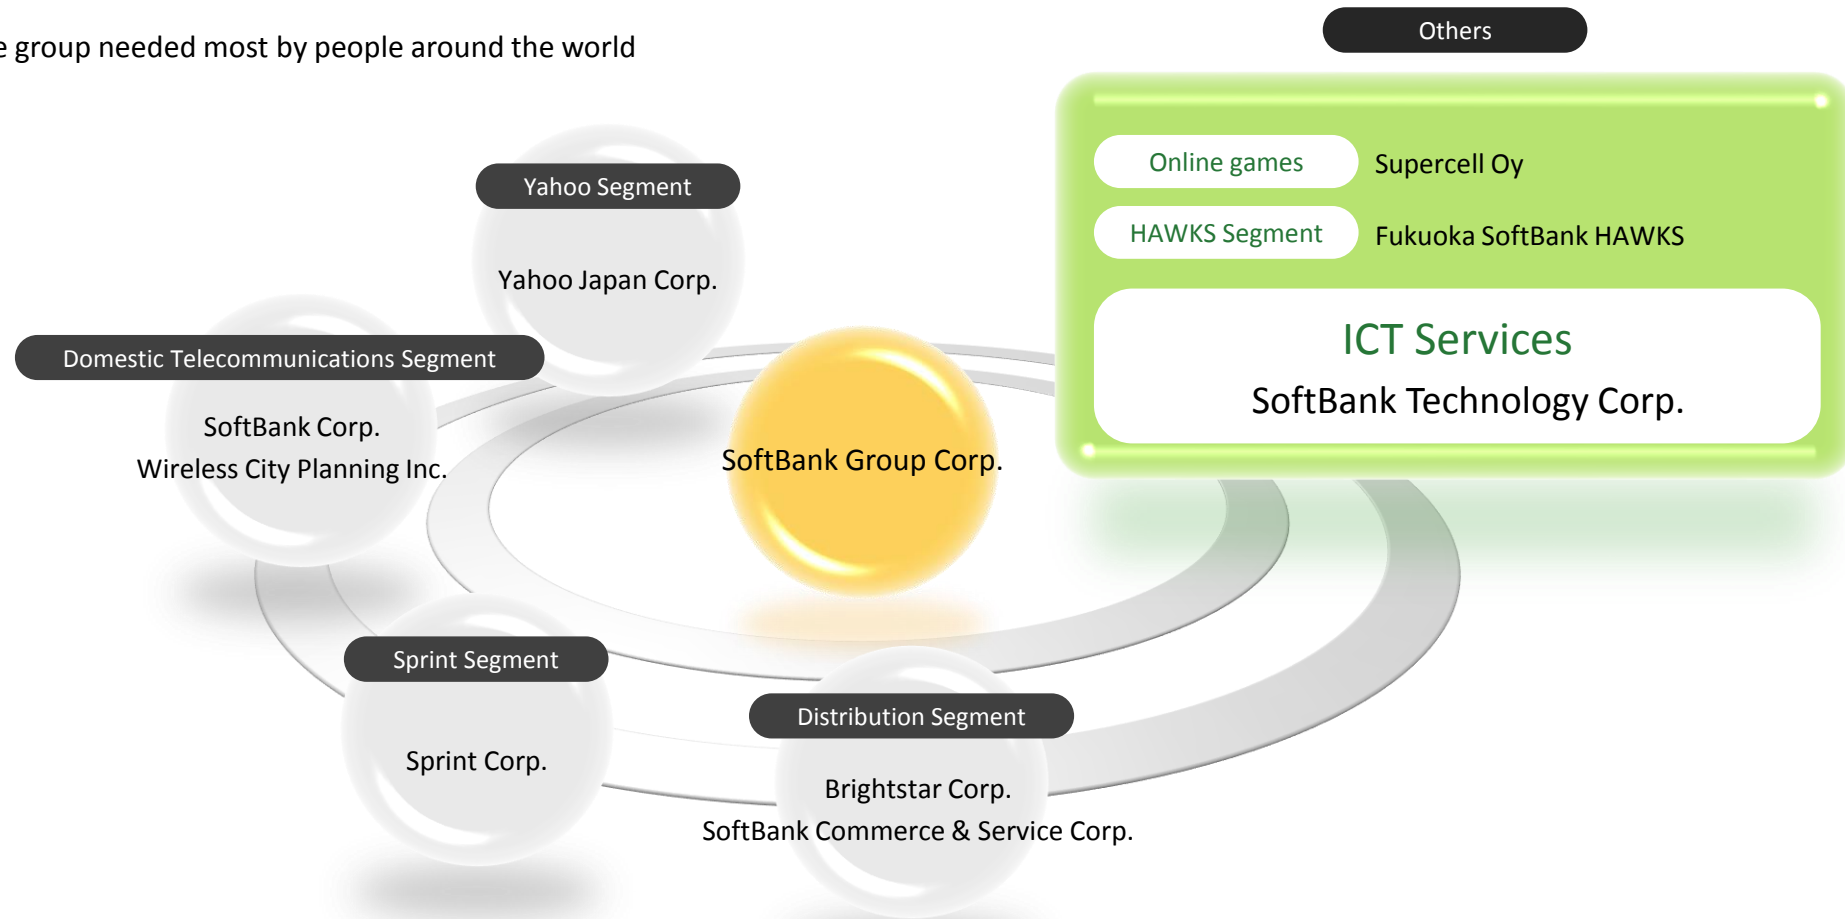 group needed most by people around the world
Others
Online games
Supercell Oy
HAWKS Segment
Fukuoka SoftBank HAWKS
ICT Services
SoftBank Technology Corp.
Yahoo Segment
Yahoo Japan Corp.
Domestic Telecommunications Segment
SoftBank Corp.
Wireless City Planning Inc.
SoftBank Group Corp.
Sprint Segment
Sprint Corp.
Distribution Segment
Brightstar Corp.
SoftBank Commerce & Service Corp.